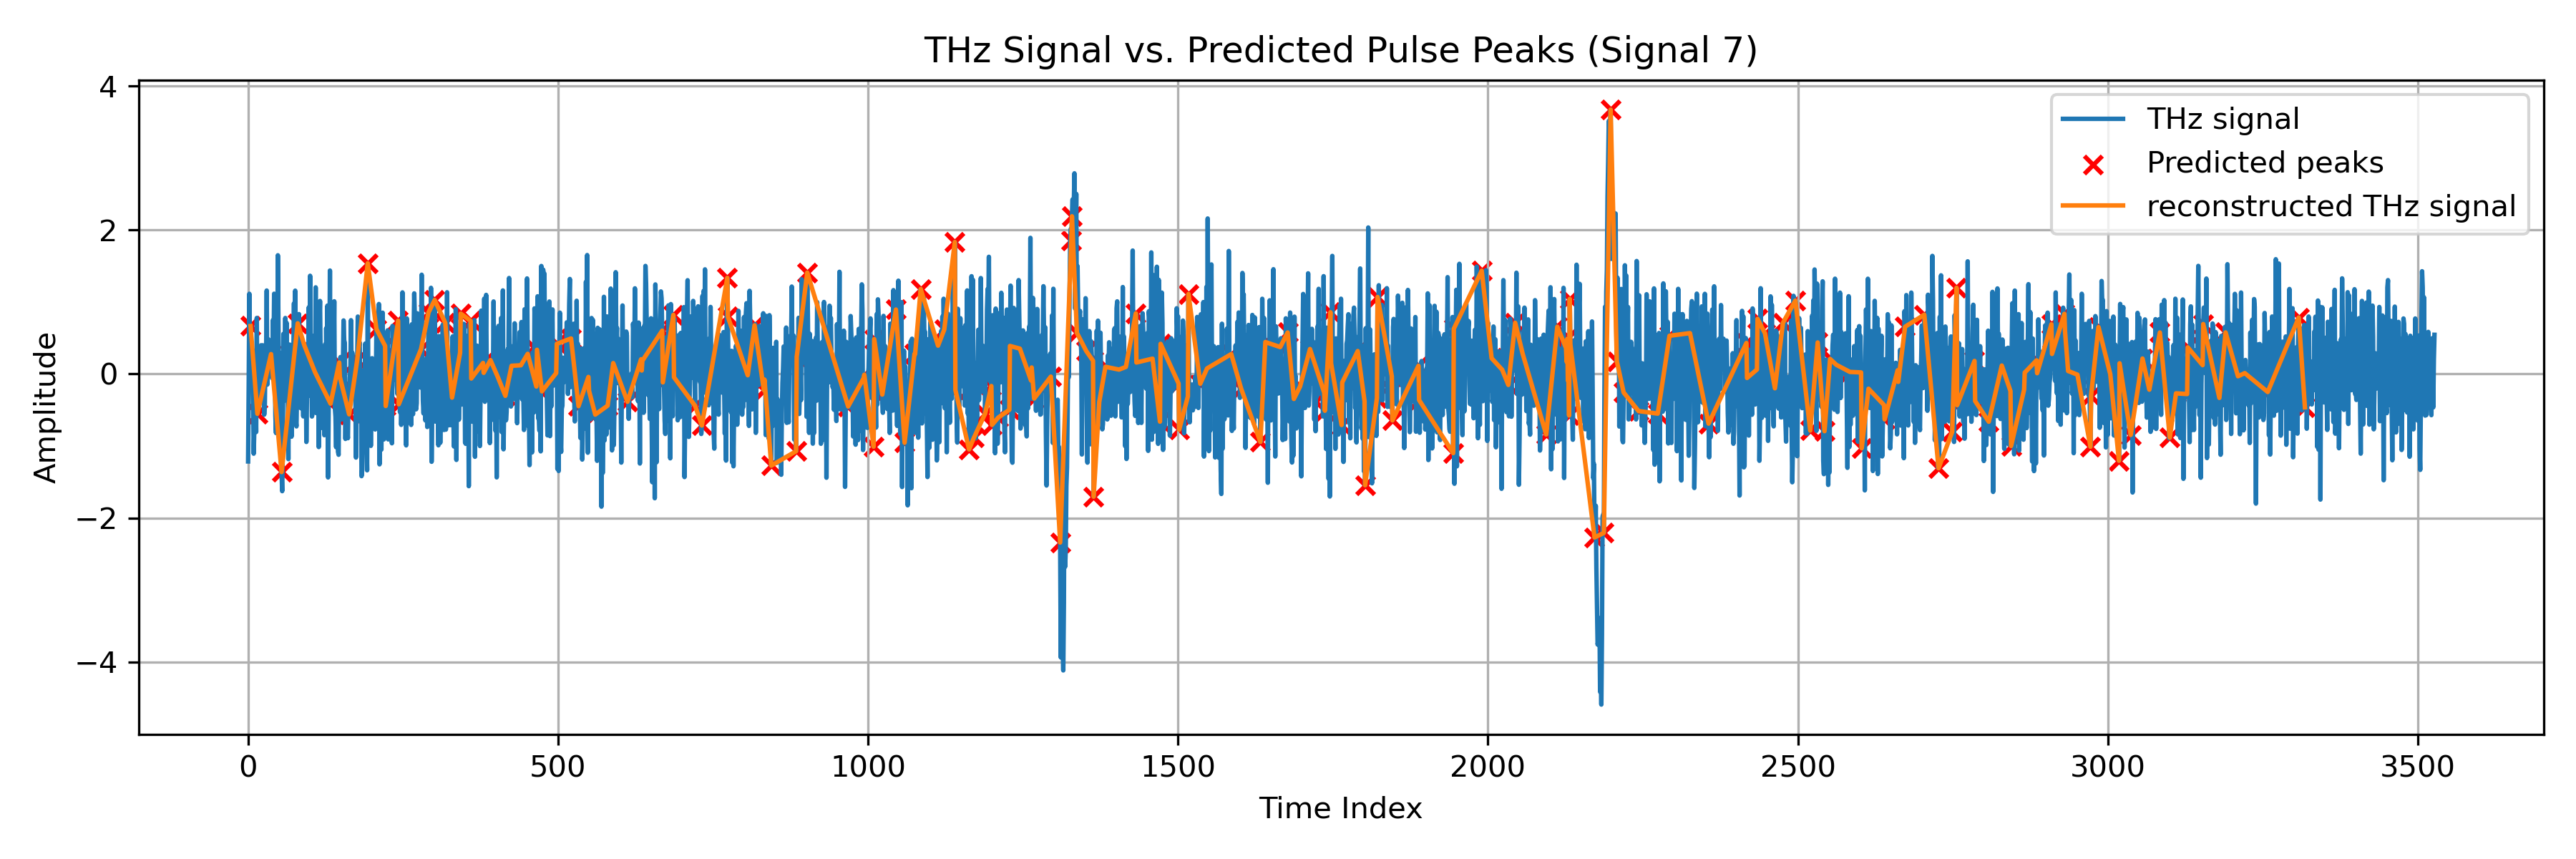 THz Signal vs. Predicted Pulse Peaks (Signal 7)
THz signal
Predicted peaks
reconstructed THz signal
Amplitude
4
2
0
−2
−4
0 500 1000 1500 2000 2500 3000 3500
Time Index